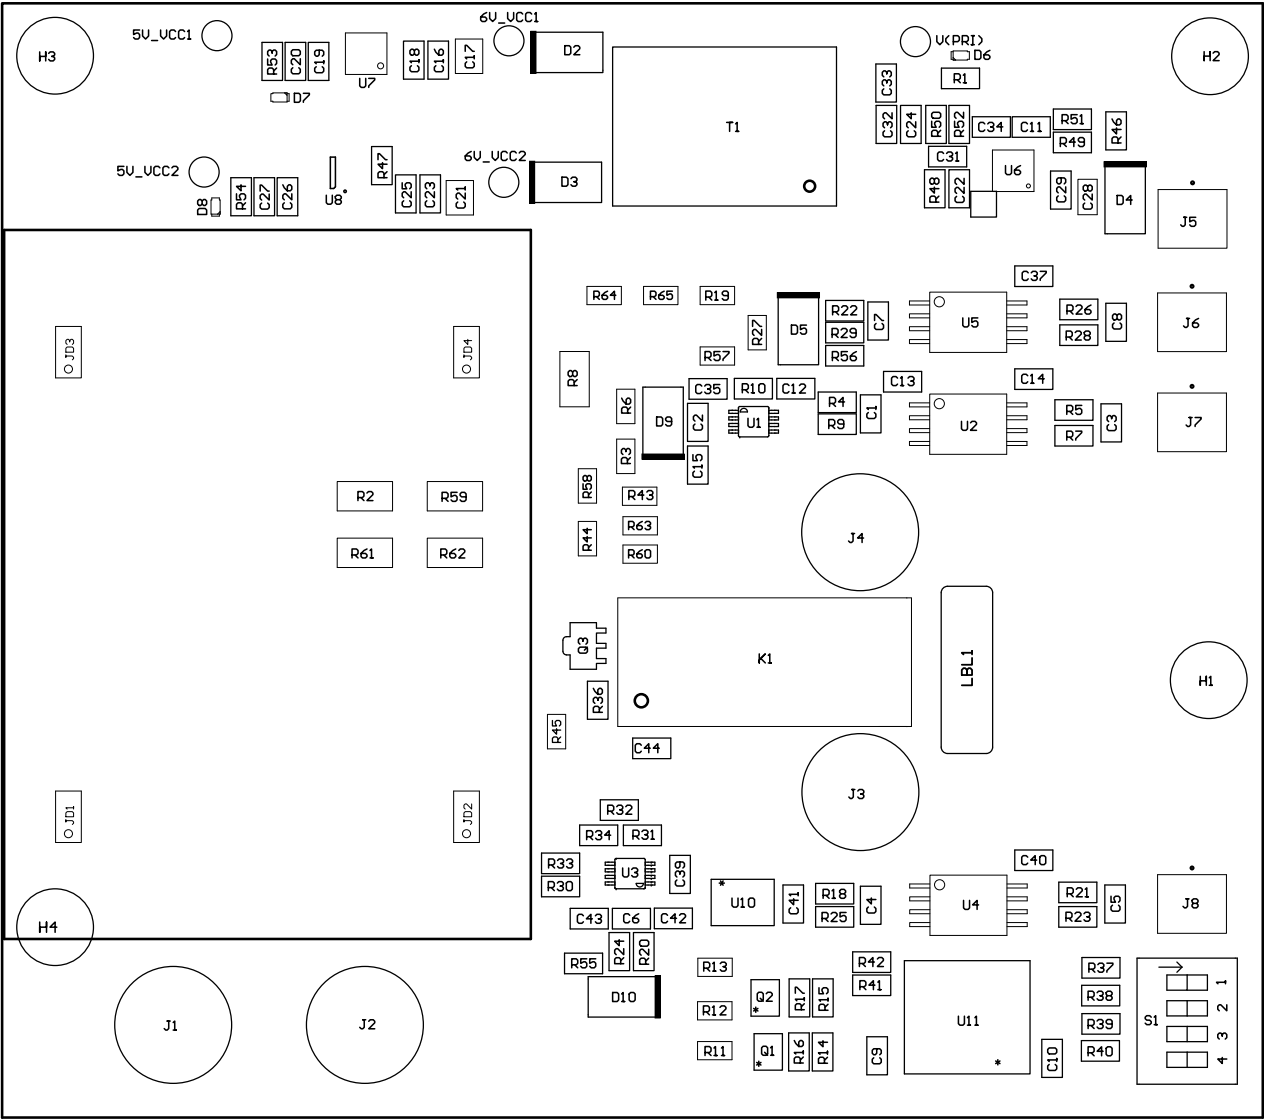 6V_VCC1
5V_VCC1
V(PRI)
H3
R53
C20
C19
U7
C18
C16
C17
D2
D6
H2
D7
C33
R1
T1
C32
C24
R50
R52
C34
C11
R51
R49
R46
5V_VCC2
6V_VCC2
R47
C31
U6
D8
R54
C27
C26
U8
C25
C23
C21
D3
R48
C22
C29
C28
D4
J5
C37
R64
R65
R19
R27
D5
R22
R29
R56
C7
U5
R26
R28
C8
J6
JD3
JD4
R57
R8
C35
R10
C12
C13
C14
R6
D9
C2
U1
R4
R9
C1
U2
R5
R7
C3
J7
R3
C15
R58
R2
R59
R43
R63
R44
R61
R62
R60
J4
Q3
K1
LBL1
H1
R36
R45
C44
J3
JD1
JD2
R32
R34
R31
R33
R30
U3
C39
C40
U10
C41
R18
R25
C4
U4
R21
R23
C5
J8
H4
C43
C6
C42
R24
R20
R55
D10
R13
R12
R11
Q2
R17
R15
R42
R41
Q1
R16
R14
C9
U11
C10
R37
R38
R39
R40
S1
1
2
3
4
J1
J2